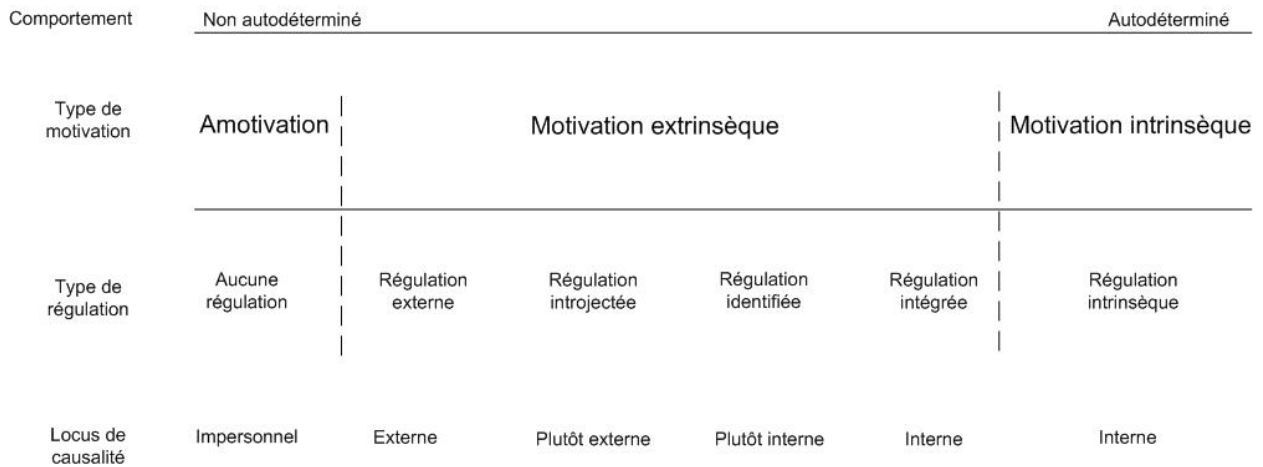 Comportement Non autodéterminé Autodéterminé
Type de
motivation
Amotivation Motivation extrinsèque Motivation intrinsèque
Type de
régulation
Aucune
régulation
Régulation
externe
Régulation
introjectée
Régulation
identifiée
Régulation
intégrée
Régulation
intrinsèque
Locus de
causalité
Impersonnel Externe Plutôt externe Plutôt interne Interne Interne